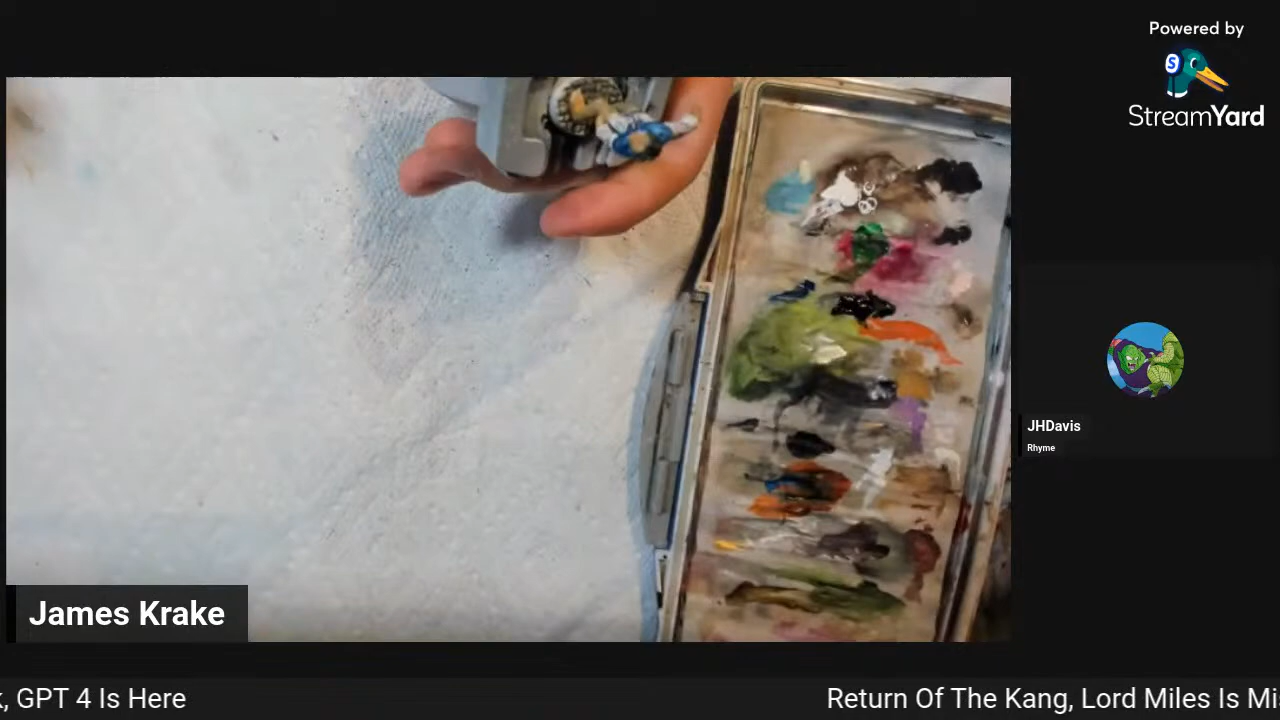 Powered by
S
StreamYard
JHDavis
Rhyme
James Krake
, GPT 4 Is Here
Return Of The Kang, Lord Miles Is Mi